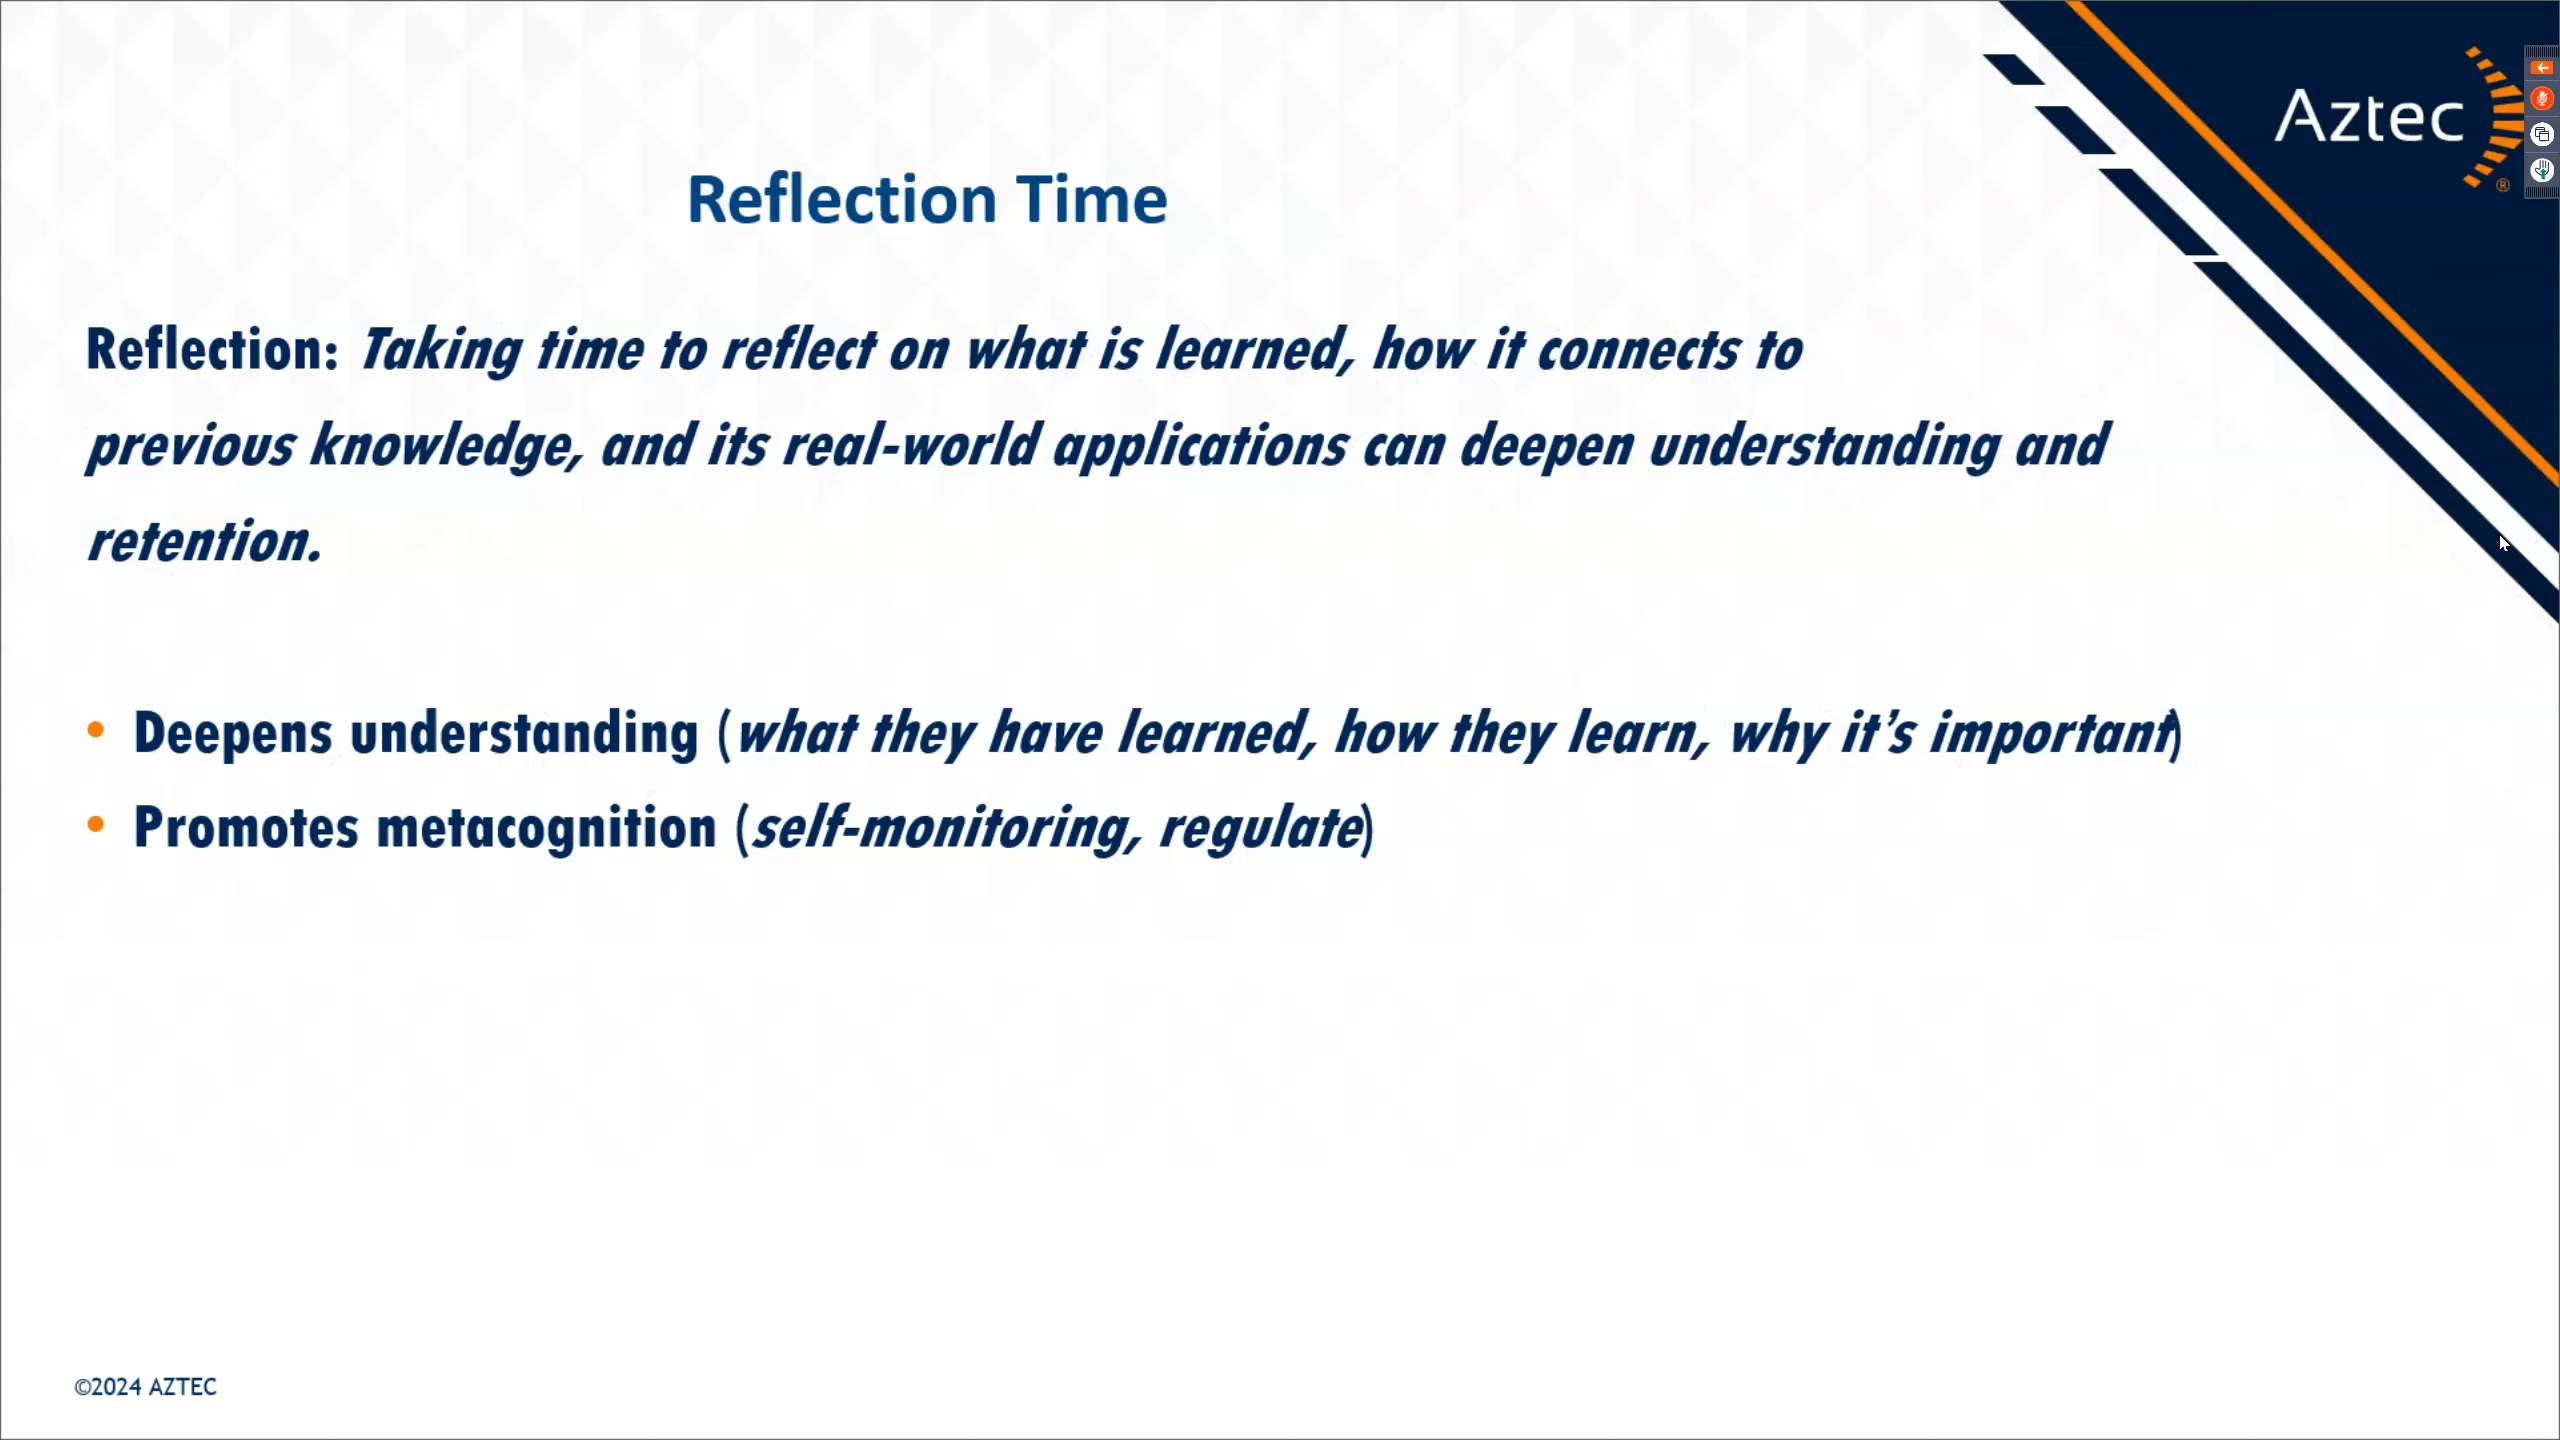 Aztec
®
Reflection Time
Reflection: Taking time to reflect on what is learned, how it connects to
previous knowledge, and its real-world applications can deepen understanding and
retention.
• Deepens understanding (what they have learned, how they learn, why it’s important)
• Promotes metacognition (self-monitoring, regulate)
©2024 AZTEC